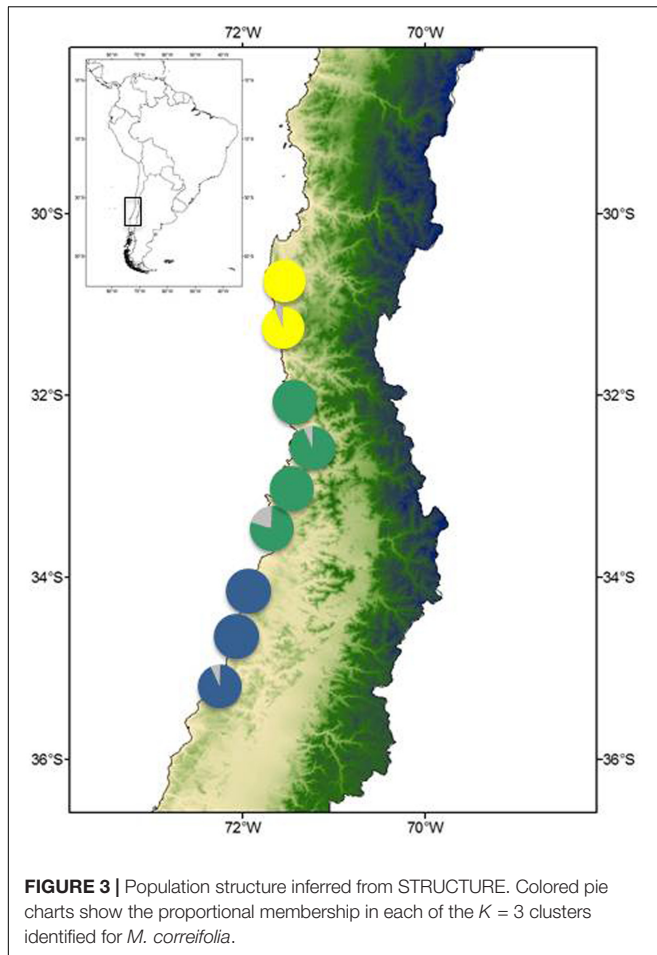 72°W 70°W
30°S 30°S
32°S 32°S
34°S 34°S
36°S 36°S
72°W 70°W
FIGURE 3 | Population structure inferred from STRUCTURE. Colored pie
charts show the proportional membership in each of the K = 3 clusters
identified for M. correifolia.